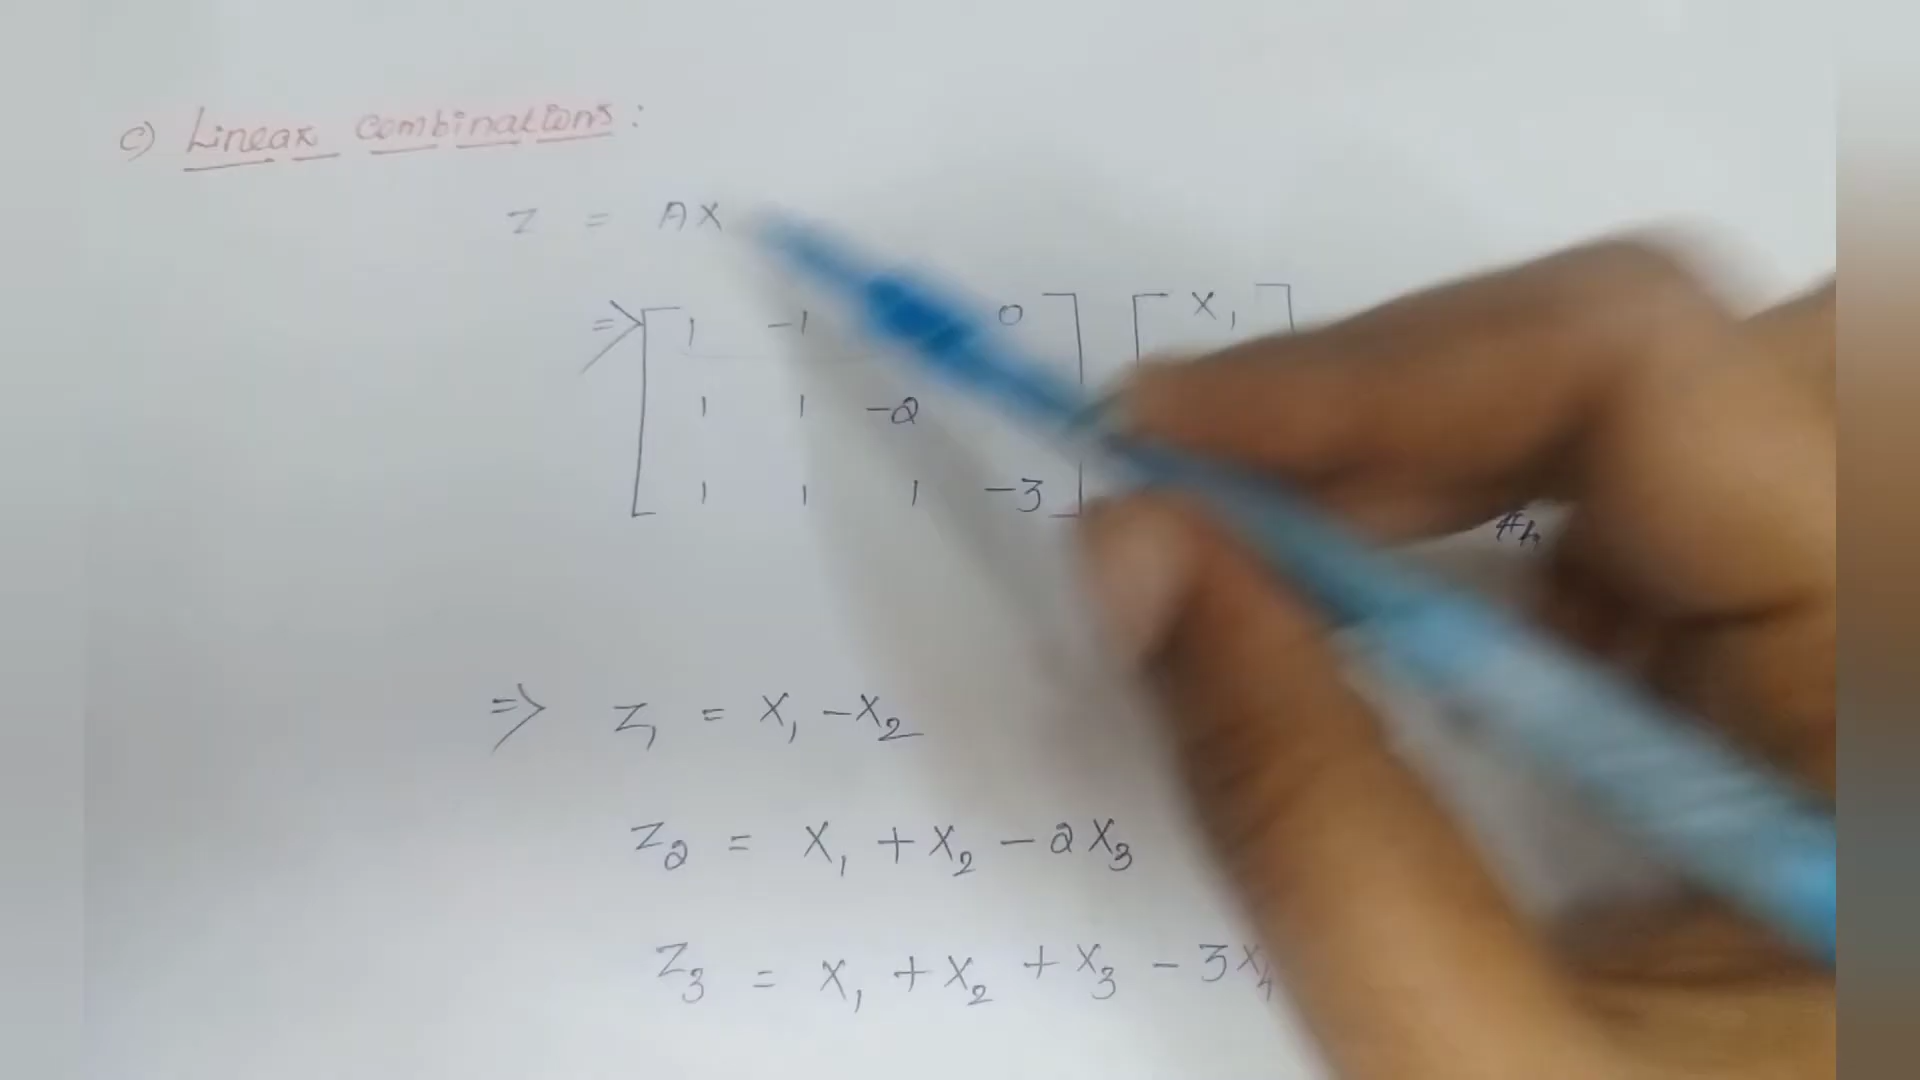 c) Linear combinations:
Z = AX
=> [ 1 -1 0 ] [ X₁ ]
1 1 -2
1 1 1 -3
=> Z₁ = X₁ - X₂
Z₂ = X₁ + X₂ - 2X₃
Z₃ = X₁ + X₂ + X₃ - 3X₄